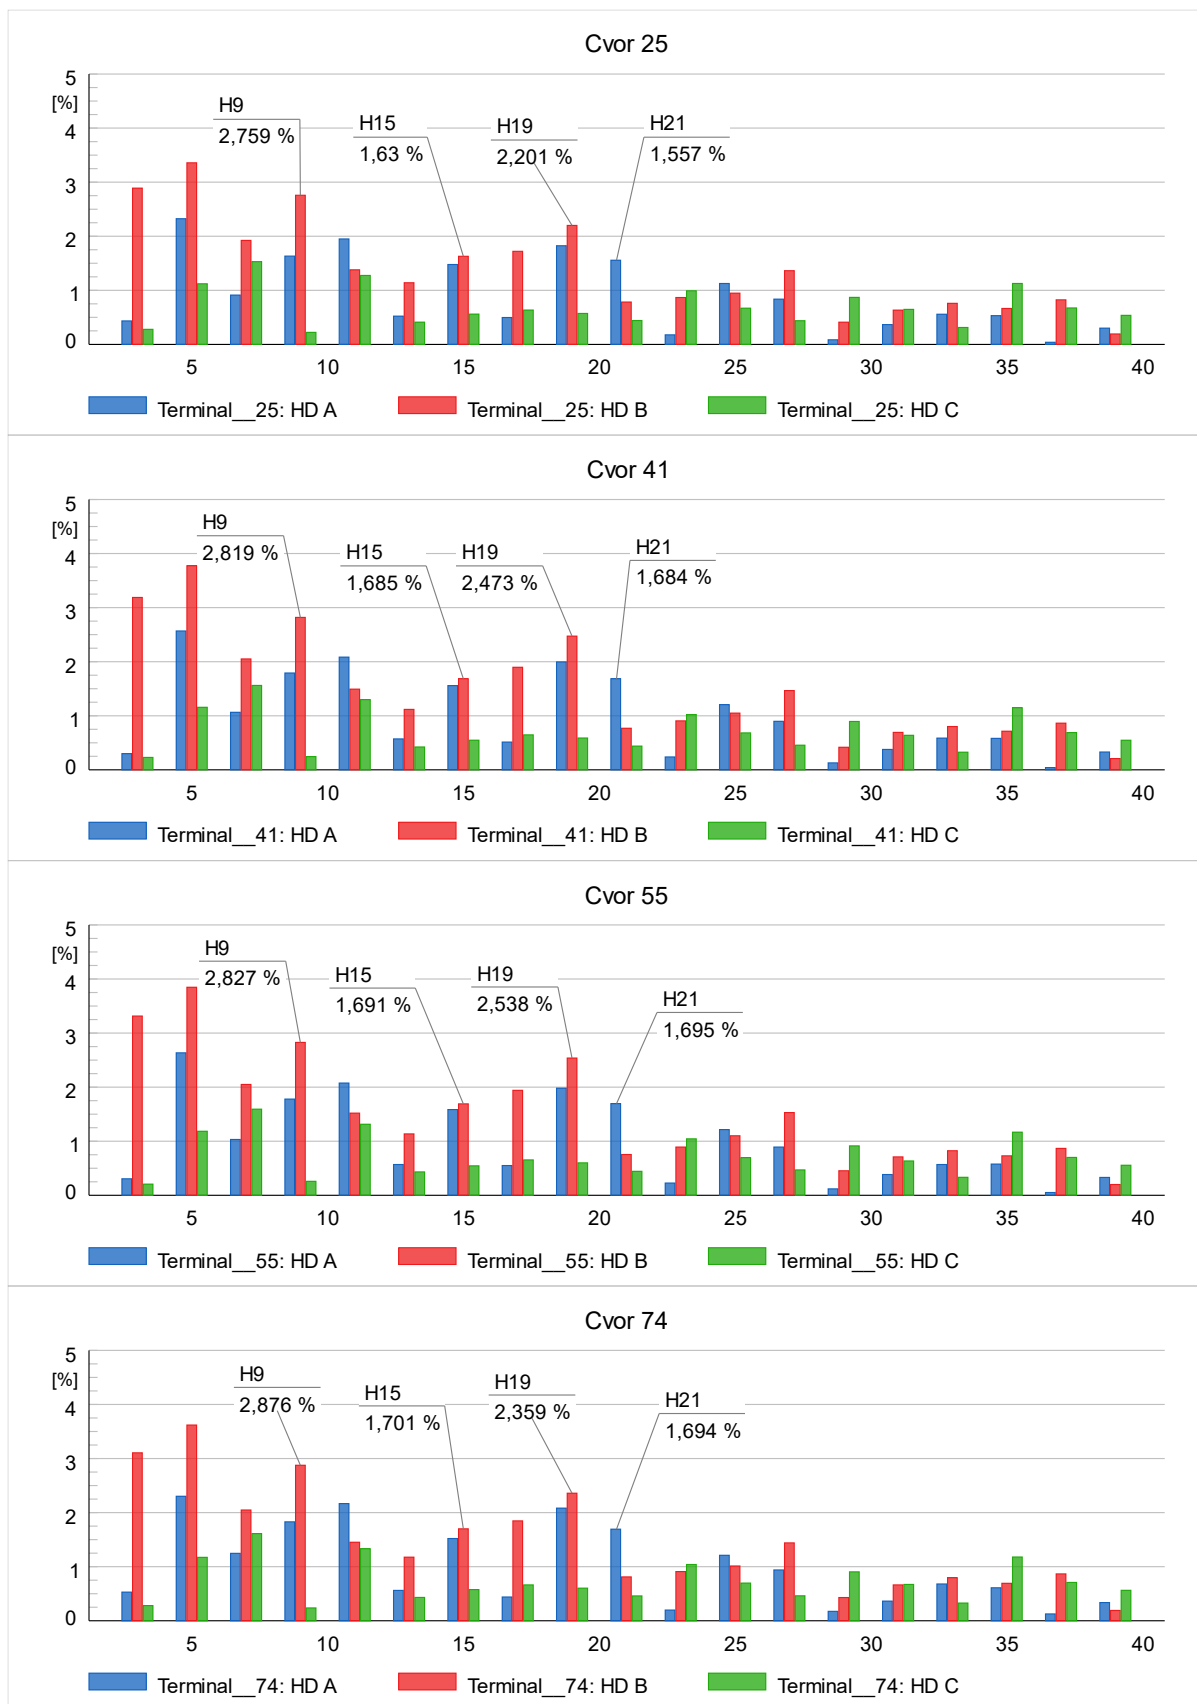 Cvor 25
5
[%]
4
3
2
1
0
H9
2,759 %
H15
1,63 %
H19
2,201 %
H21
1,557 %
5 10 15 20 25 30 35 40
Terminal__25: HD A Terminal__25: HD B Terminal__25: HD C
Cvor 41
5
[%]
4
3
2
1
0
H9
2,819 %
H15
1,685 %
H19
2,473 %
H21
1,684 %
5 10 15 20 25 30 35 40
Terminal__41: HD A Terminal__41: HD B Terminal__41: HD C
Cvor 55
5
[%]
4
3
2
1
0
H9
2,827 %
H15
1,691 %
H19
2,538 %
H21
1,695 %
5 10 15 20 25 30 35 40
Terminal__55: HD A Terminal__55: HD B Terminal__55: HD C
Cvor 74
5
[%]
4
3
2
1
0
H9
2,876 %
H15
1,701 %
H19
2,359 %
H21
1,694 %
5 10 15 20 25 30 35 40
Terminal__74: HD A Terminal__74: HD B Terminal__74: HD C